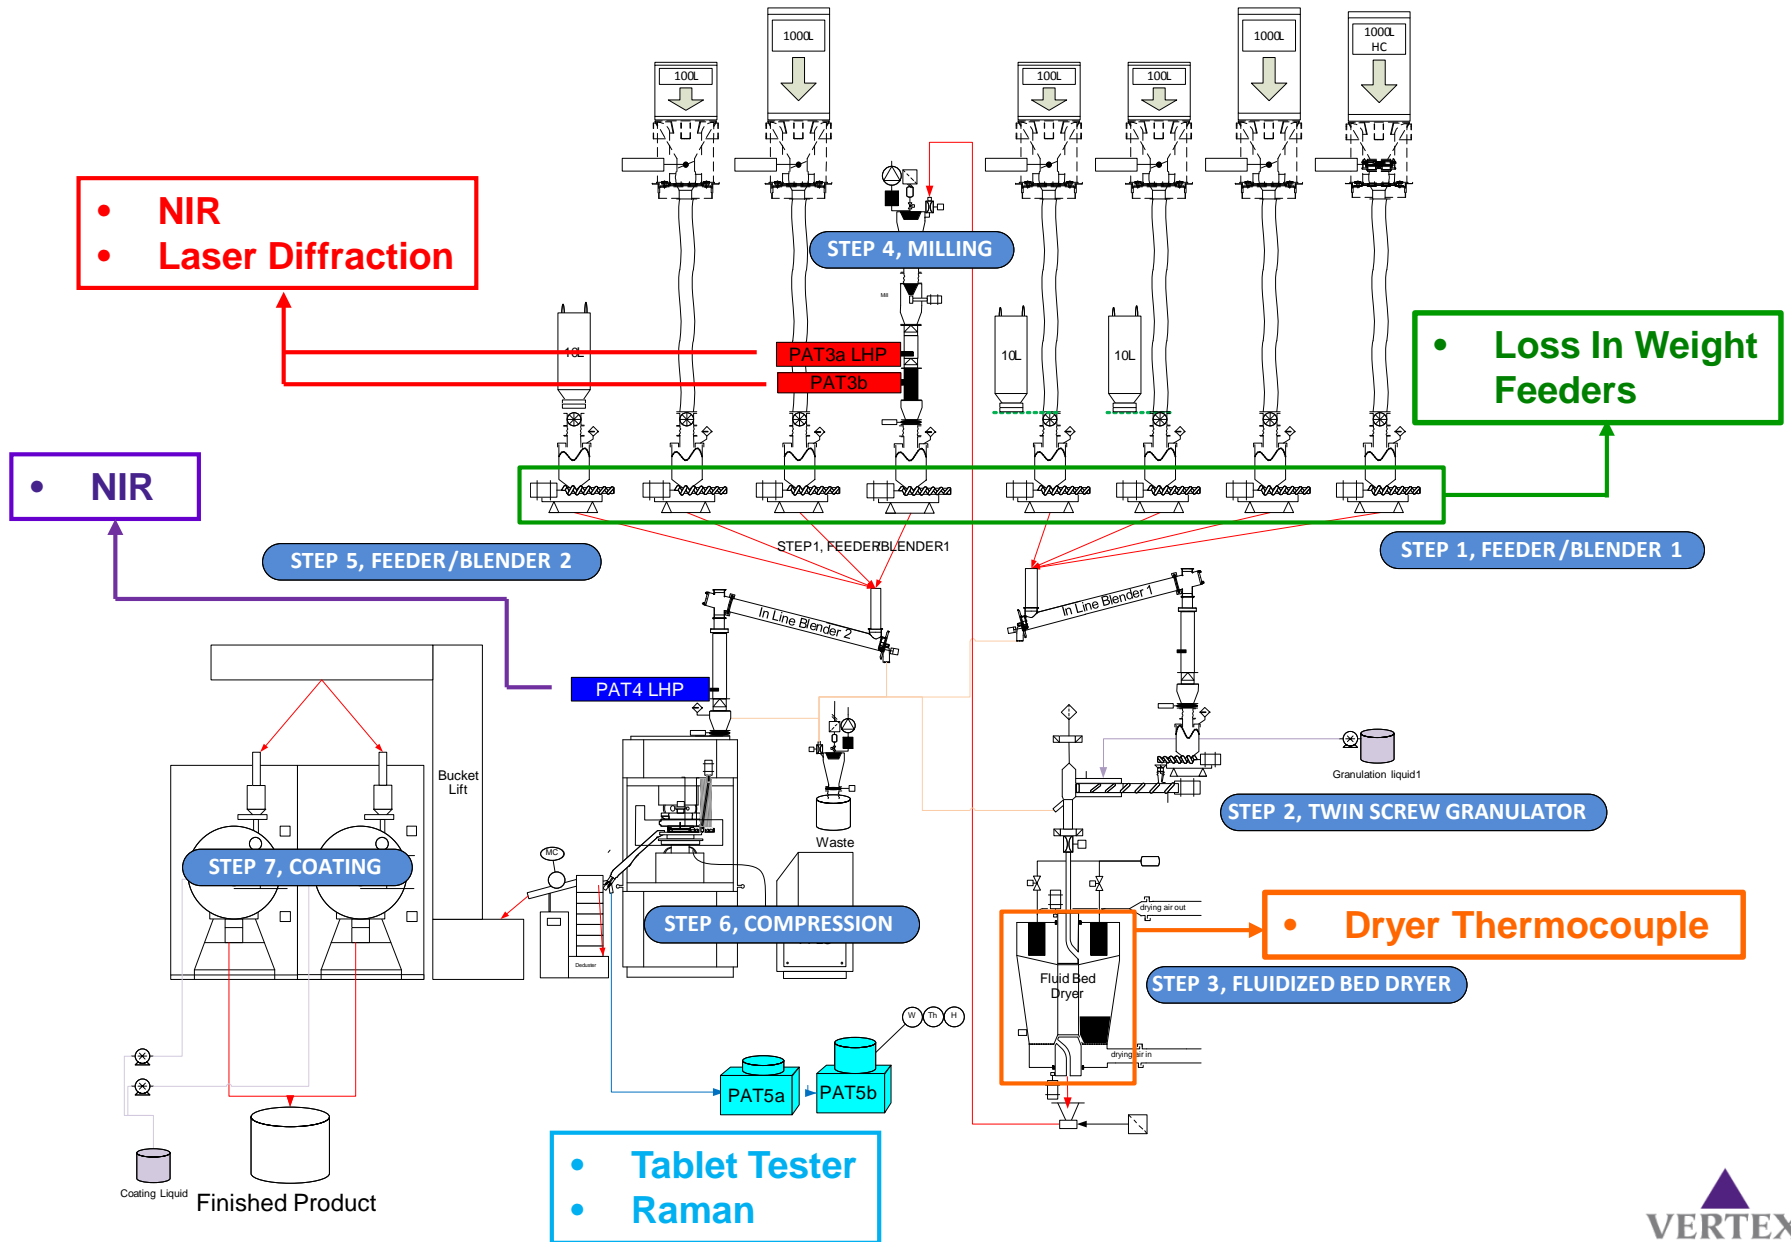 1000L
1000L
1000L
HC
100L
100L
100L
• NIR
• Laser Diffraction
STEP 4, MILLING
Mill
10L
PAT3a LHP
PAT3b
10L
10L
• Loss In Weight
Feeders
• NIR
STEP 5, FEEDER/BLENDER 2
STEP1, FEEDER/BLENDER1
STEP 1, FEEDER/BLENDER 1
In Line Blender 2
In Line Blender 1
PAT4 LHP
Bucket
Lift
Granulation liquid1
STEP 2, TWIN SCREW GRANULATOR
Waste
MC
STEP 7, COATING
STEP 6, COMPRESSION
Deduster
drying air out
• Dryer Thermocouple
Fluid Bed
Dryer
STEP 3, FLUIDIZED BED DRYER
W Th H
drying air in
PAT5a
PAT5b
Coating Liquid
Finished Product
• Tablet Tester
• Raman
VERTEX